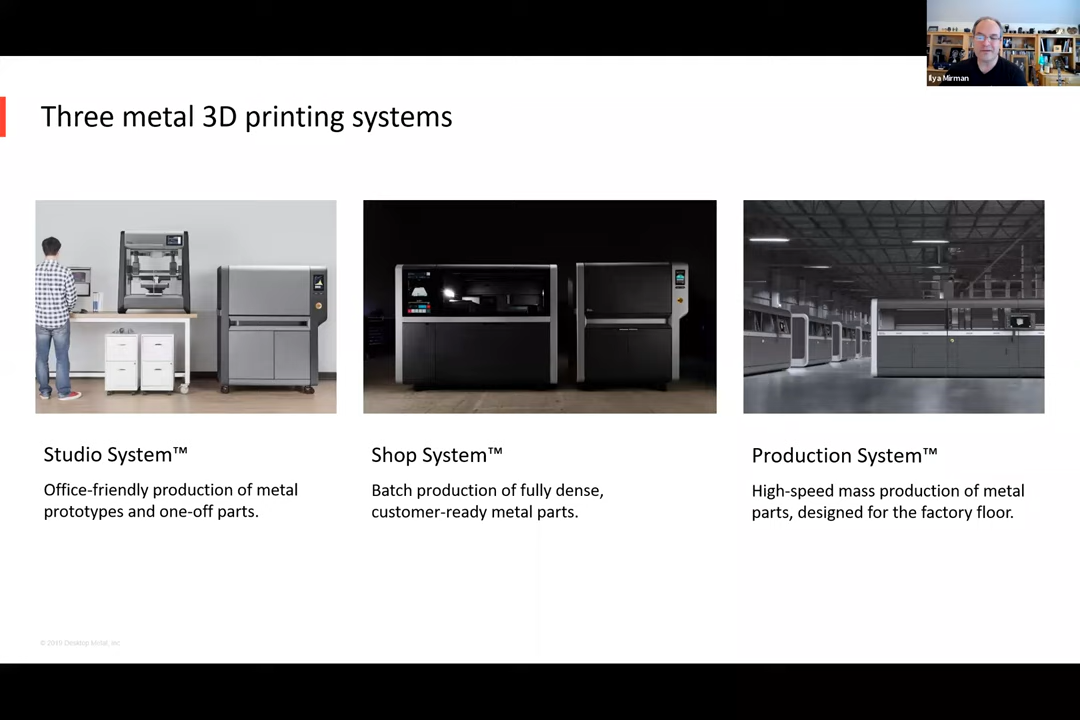 Ilya Mirman
Three metal 3D printing systems
Studio System™
Office-friendly production of metal
prototypes and one-off parts.
Shop System™
Batch production of fully dense,
customer-ready metal parts.
Production System™
High-speed mass production of metal
parts, designed for the factory floor.
Desktop Metal, Inc